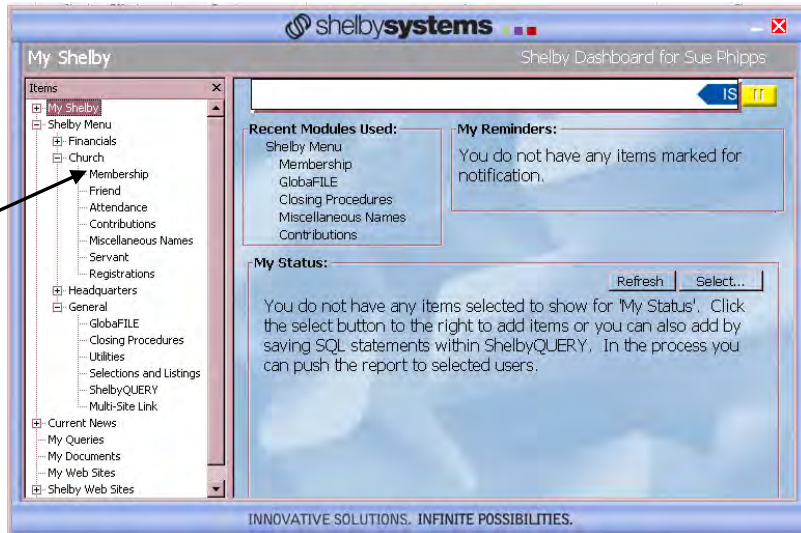 shelbysystems
My Shelby
Shelby Dashboard for Sue Phipps
Items
My Shelby
Shelby Menu
Financials
Church
Membership
Friend
Attendance
Contributions
Miscellaneous Names
Servant
Registrations
Headquarters
General
GlobaFILE
Closing Procedures
Utilities
Selections and Listings
ShelbyQUERY
Multi-Site Link
Current News
My Queries
My Documents
My Web Sites
Shelby Web Sites
IS
Recent Modules Used:
Shelby Menu
Membership
GlobaFILE
Closing Procedures
Miscellaneous Names
Contributions
My Reminders:
You do not have any items marked for
notification.
My Status:
Refresh Select...
You do not have any items selected to show for 'My Status'. Click
the select button to the right to add items or you can also add by
saving SQL statements within ShelbyQUERY. In the process you
can push the report to selected users.
INNOVATIVE SOLUTIONS. INFINITE POSSIBILITIES.